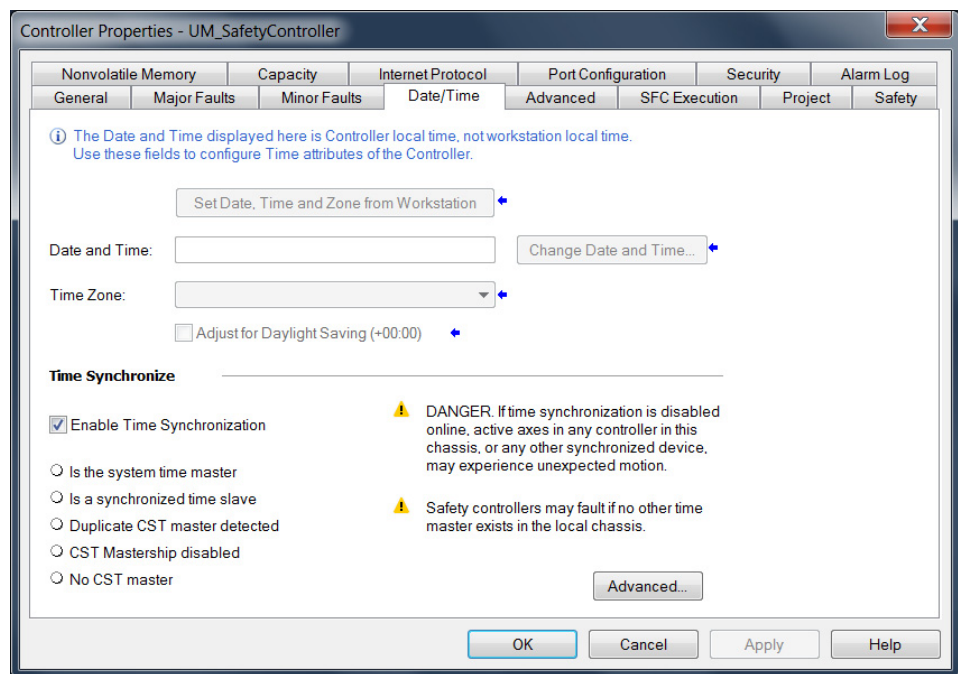 Controller Properties - UM_SafetyController
Nonvolatile Memory Capacity Internet Protocol Port Configuration Security Alarm Log
General Major Faults Minor Faults Date/Time Advanced SFC Execution Project Safety
The Date and Time displayed here is Controller local time, not workstation local time.
Use these fields to configure Time attributes of the Controller.
Set Date, Time and Zone from Workstation
Date and Time:
Change Date and Time...
Time Zone:
Adjust for Daylight Saving (+00:00)
Time Synchronize
Enable Time Synchronization
Is the system time master
Is a synchronized time slave
Duplicate CST master detected
CST Mastership disabled
No CST master
DANGER. If time synchronization is disabled
online, active axes in any controller in this
chassis, or any other synchronized device,
may experience unexpected motion.
Safety controllers may fault if no other time
master exists in the local chassis.
Advanced...
OK Cancel Apply Help